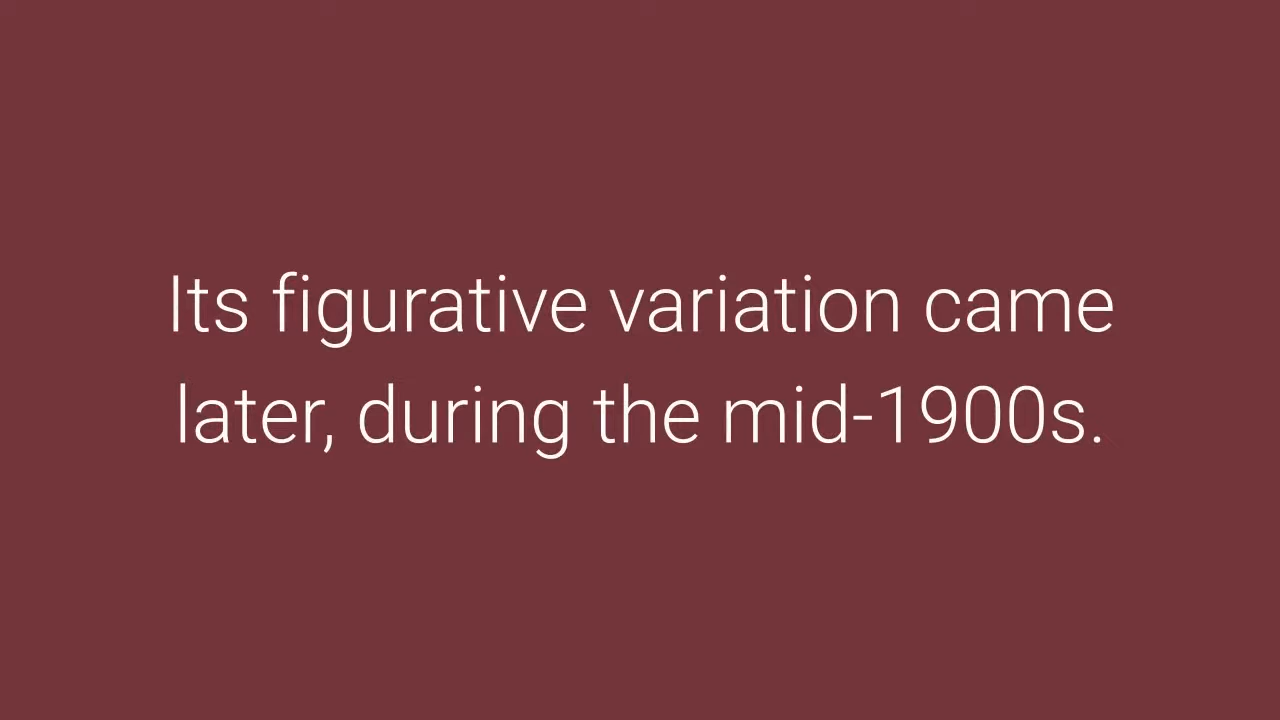 Its figurative variation came
later, during the mid-1900s.